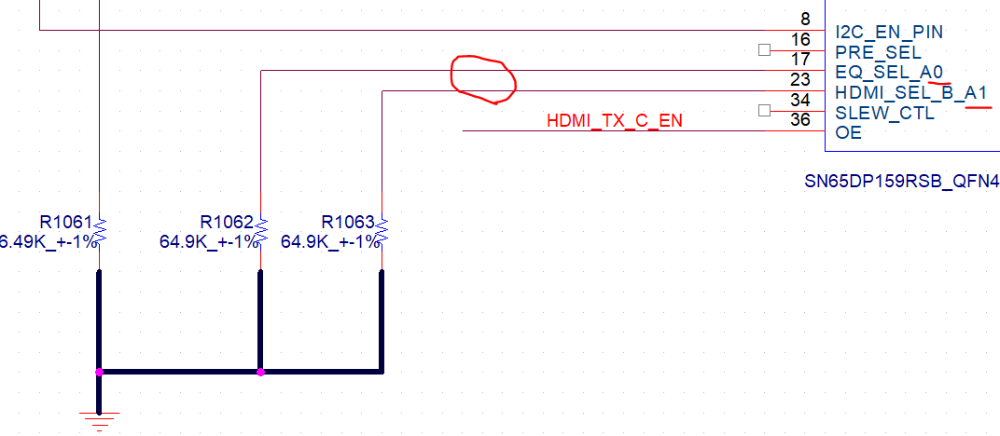 8
I2C_EN_PIN
16
PRE_SEL
17
EQ_SEL_A0
23
HDMI_SEL_B_A1
34
SLEW_CTL
HDMI_TX_C_EN
36
OE
SN65DP159RSB_QFN4
R1061
6.49K_+-1%
R1062
64.9K_+-1%
R1063
64.9K_+-1%